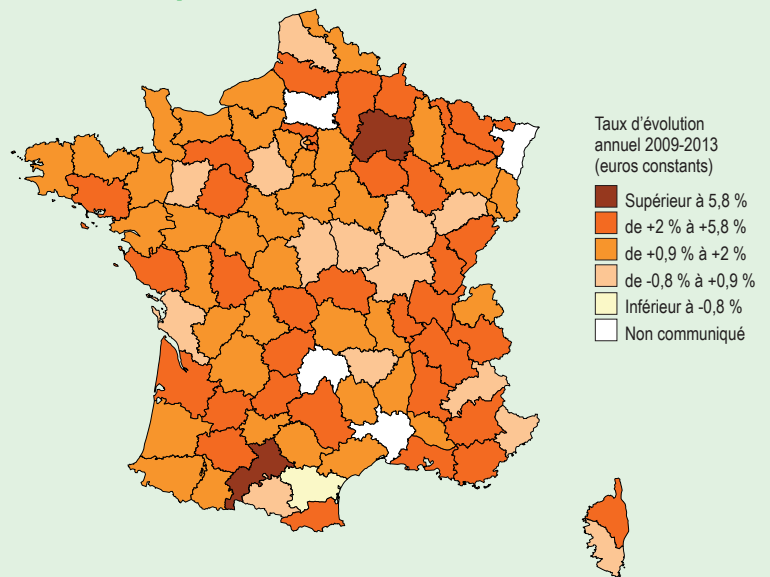 Taux d'évolution
annuel 2009-2013
(euros constants)
Supérieur à 5,8 %
de +2 % à +5,8 %
de +0,9 % à +2 %
de -0,8 % à +0,9 %
Inférieur à -0,8 %
Non communiqué